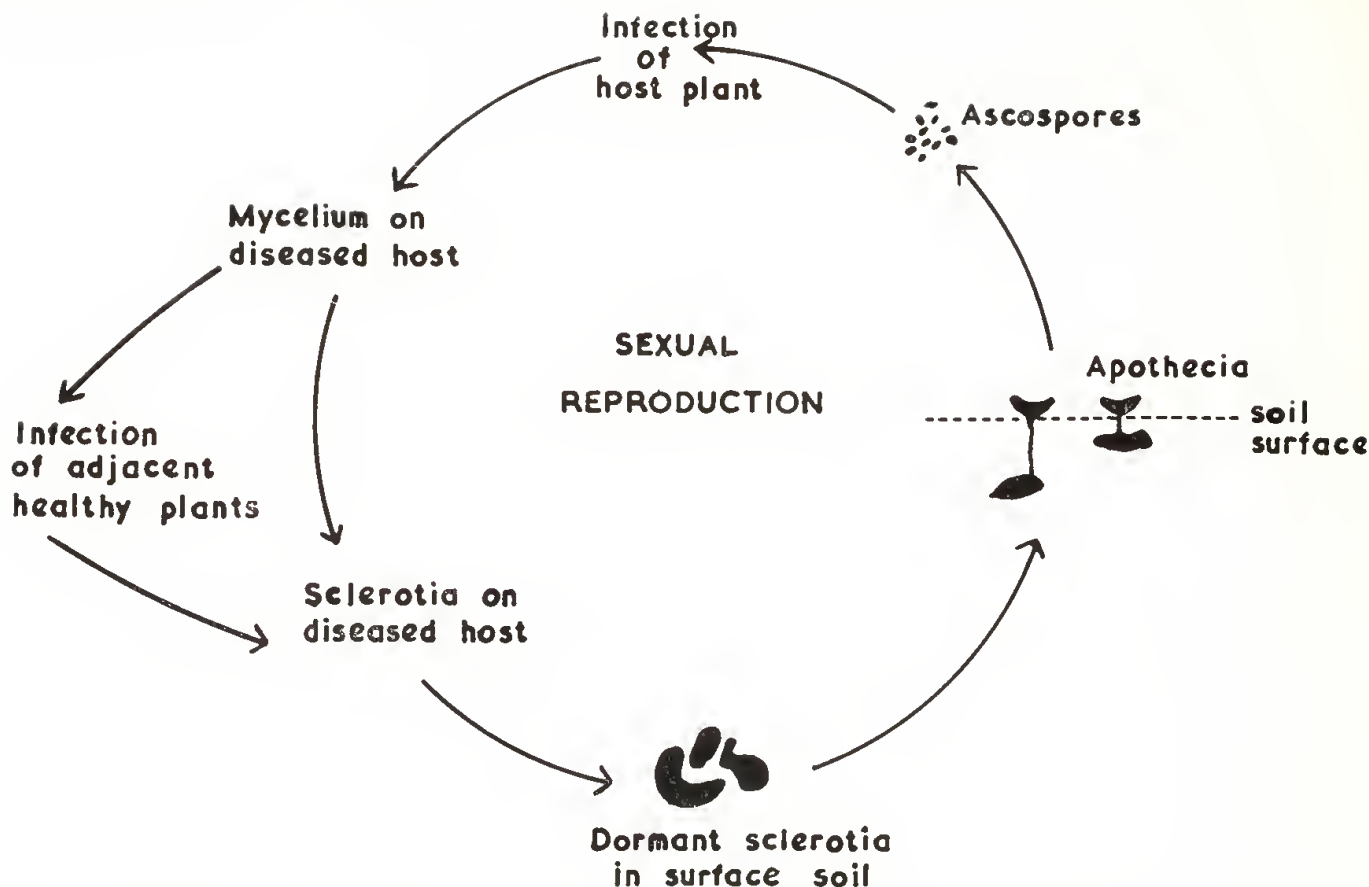 Infection
of
host plant
Ascospores
Mycelium on
diseased host
SEXUAL
REPRODUCTION
Apothecia
soil
surface
Infection
of adjacent
healthy plants
Sclerotia on
diseased host
Dormant sclerotia
in surface soil